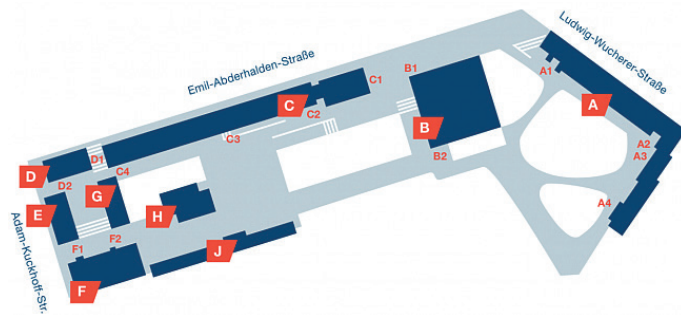 Ludwig-Wucherer-Straße
Emil-Abderhalden-Straße
B1
A1
C1
C
A
C2
B
C3
A2
D1
B2
A3
D
C4
D2
G
E
H
A4
F2
J
F1
Adam-Kuckhoff-Str.
F